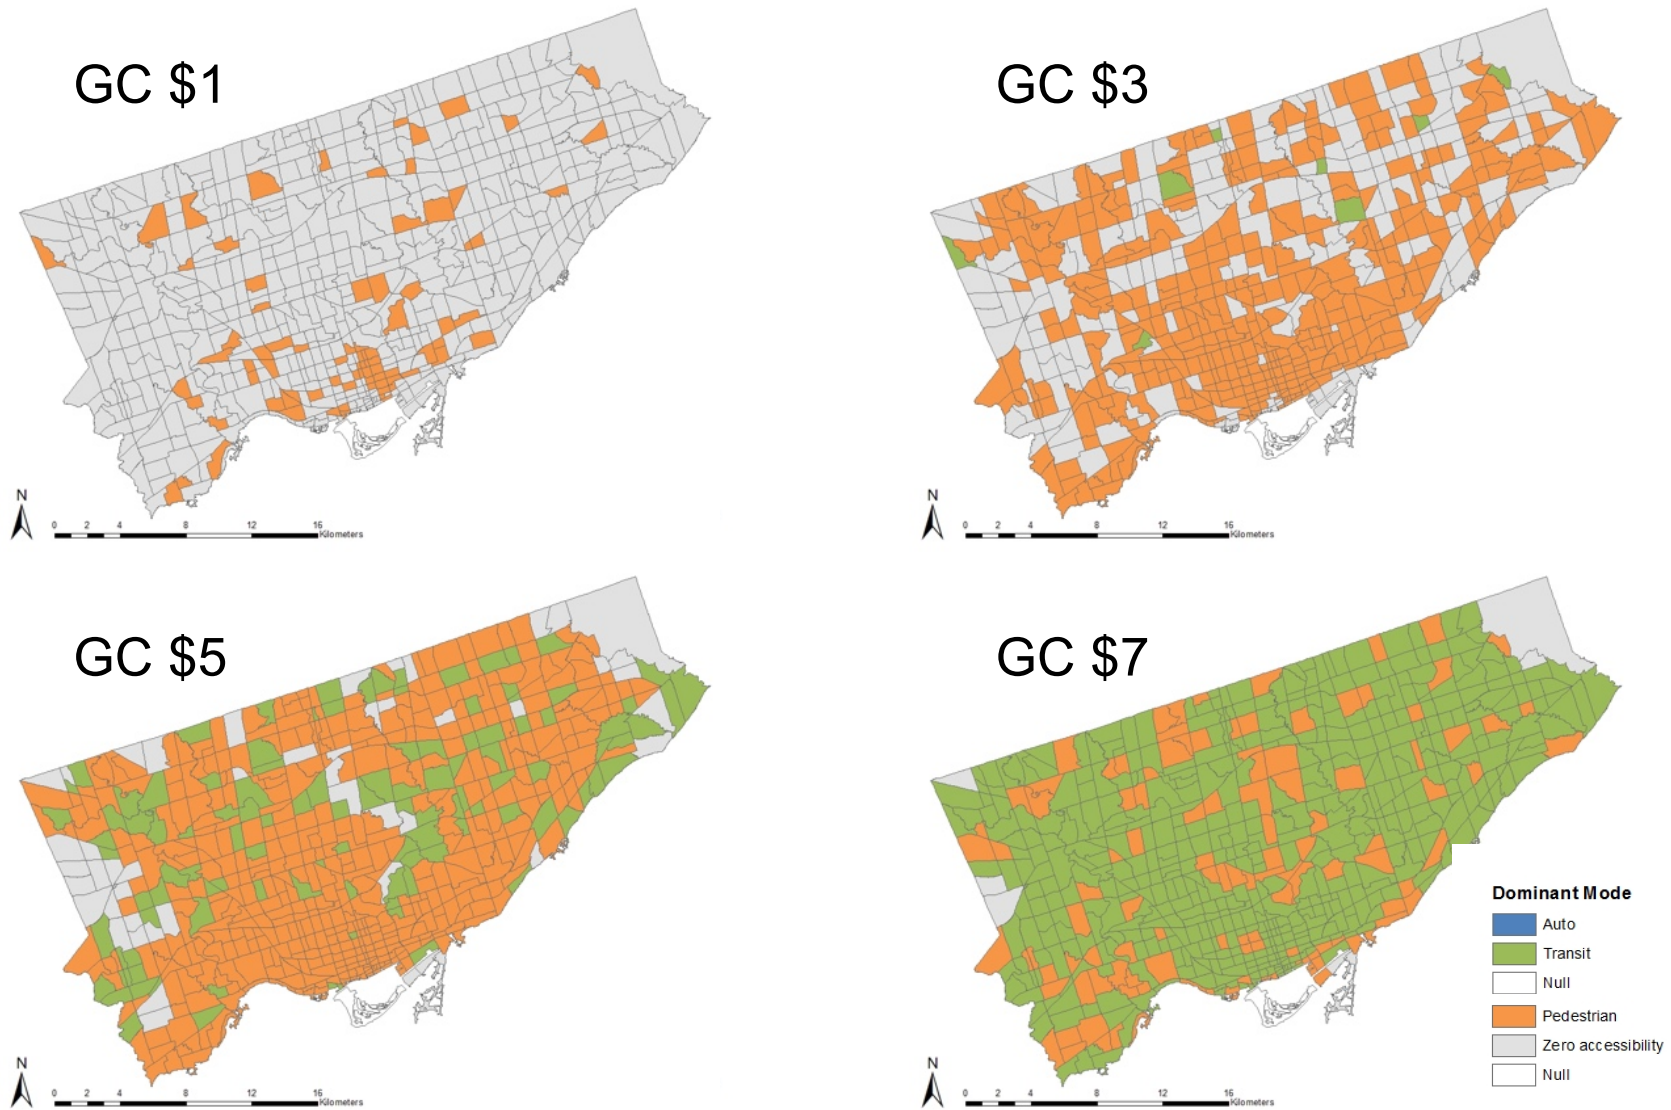 GC $1
GC $3
N
0 2 4 8 12 16
Kilometers
N
0 2 4 8 12 16
Kilometers
GC $5
GC $7
Dominant Mode
Auto
Transit
Null
Pedestrian
Zero accessibility
Null
N
0 2 4 8 12 16
Kilometers
N
0 2 4 8 12 16
Kilometers